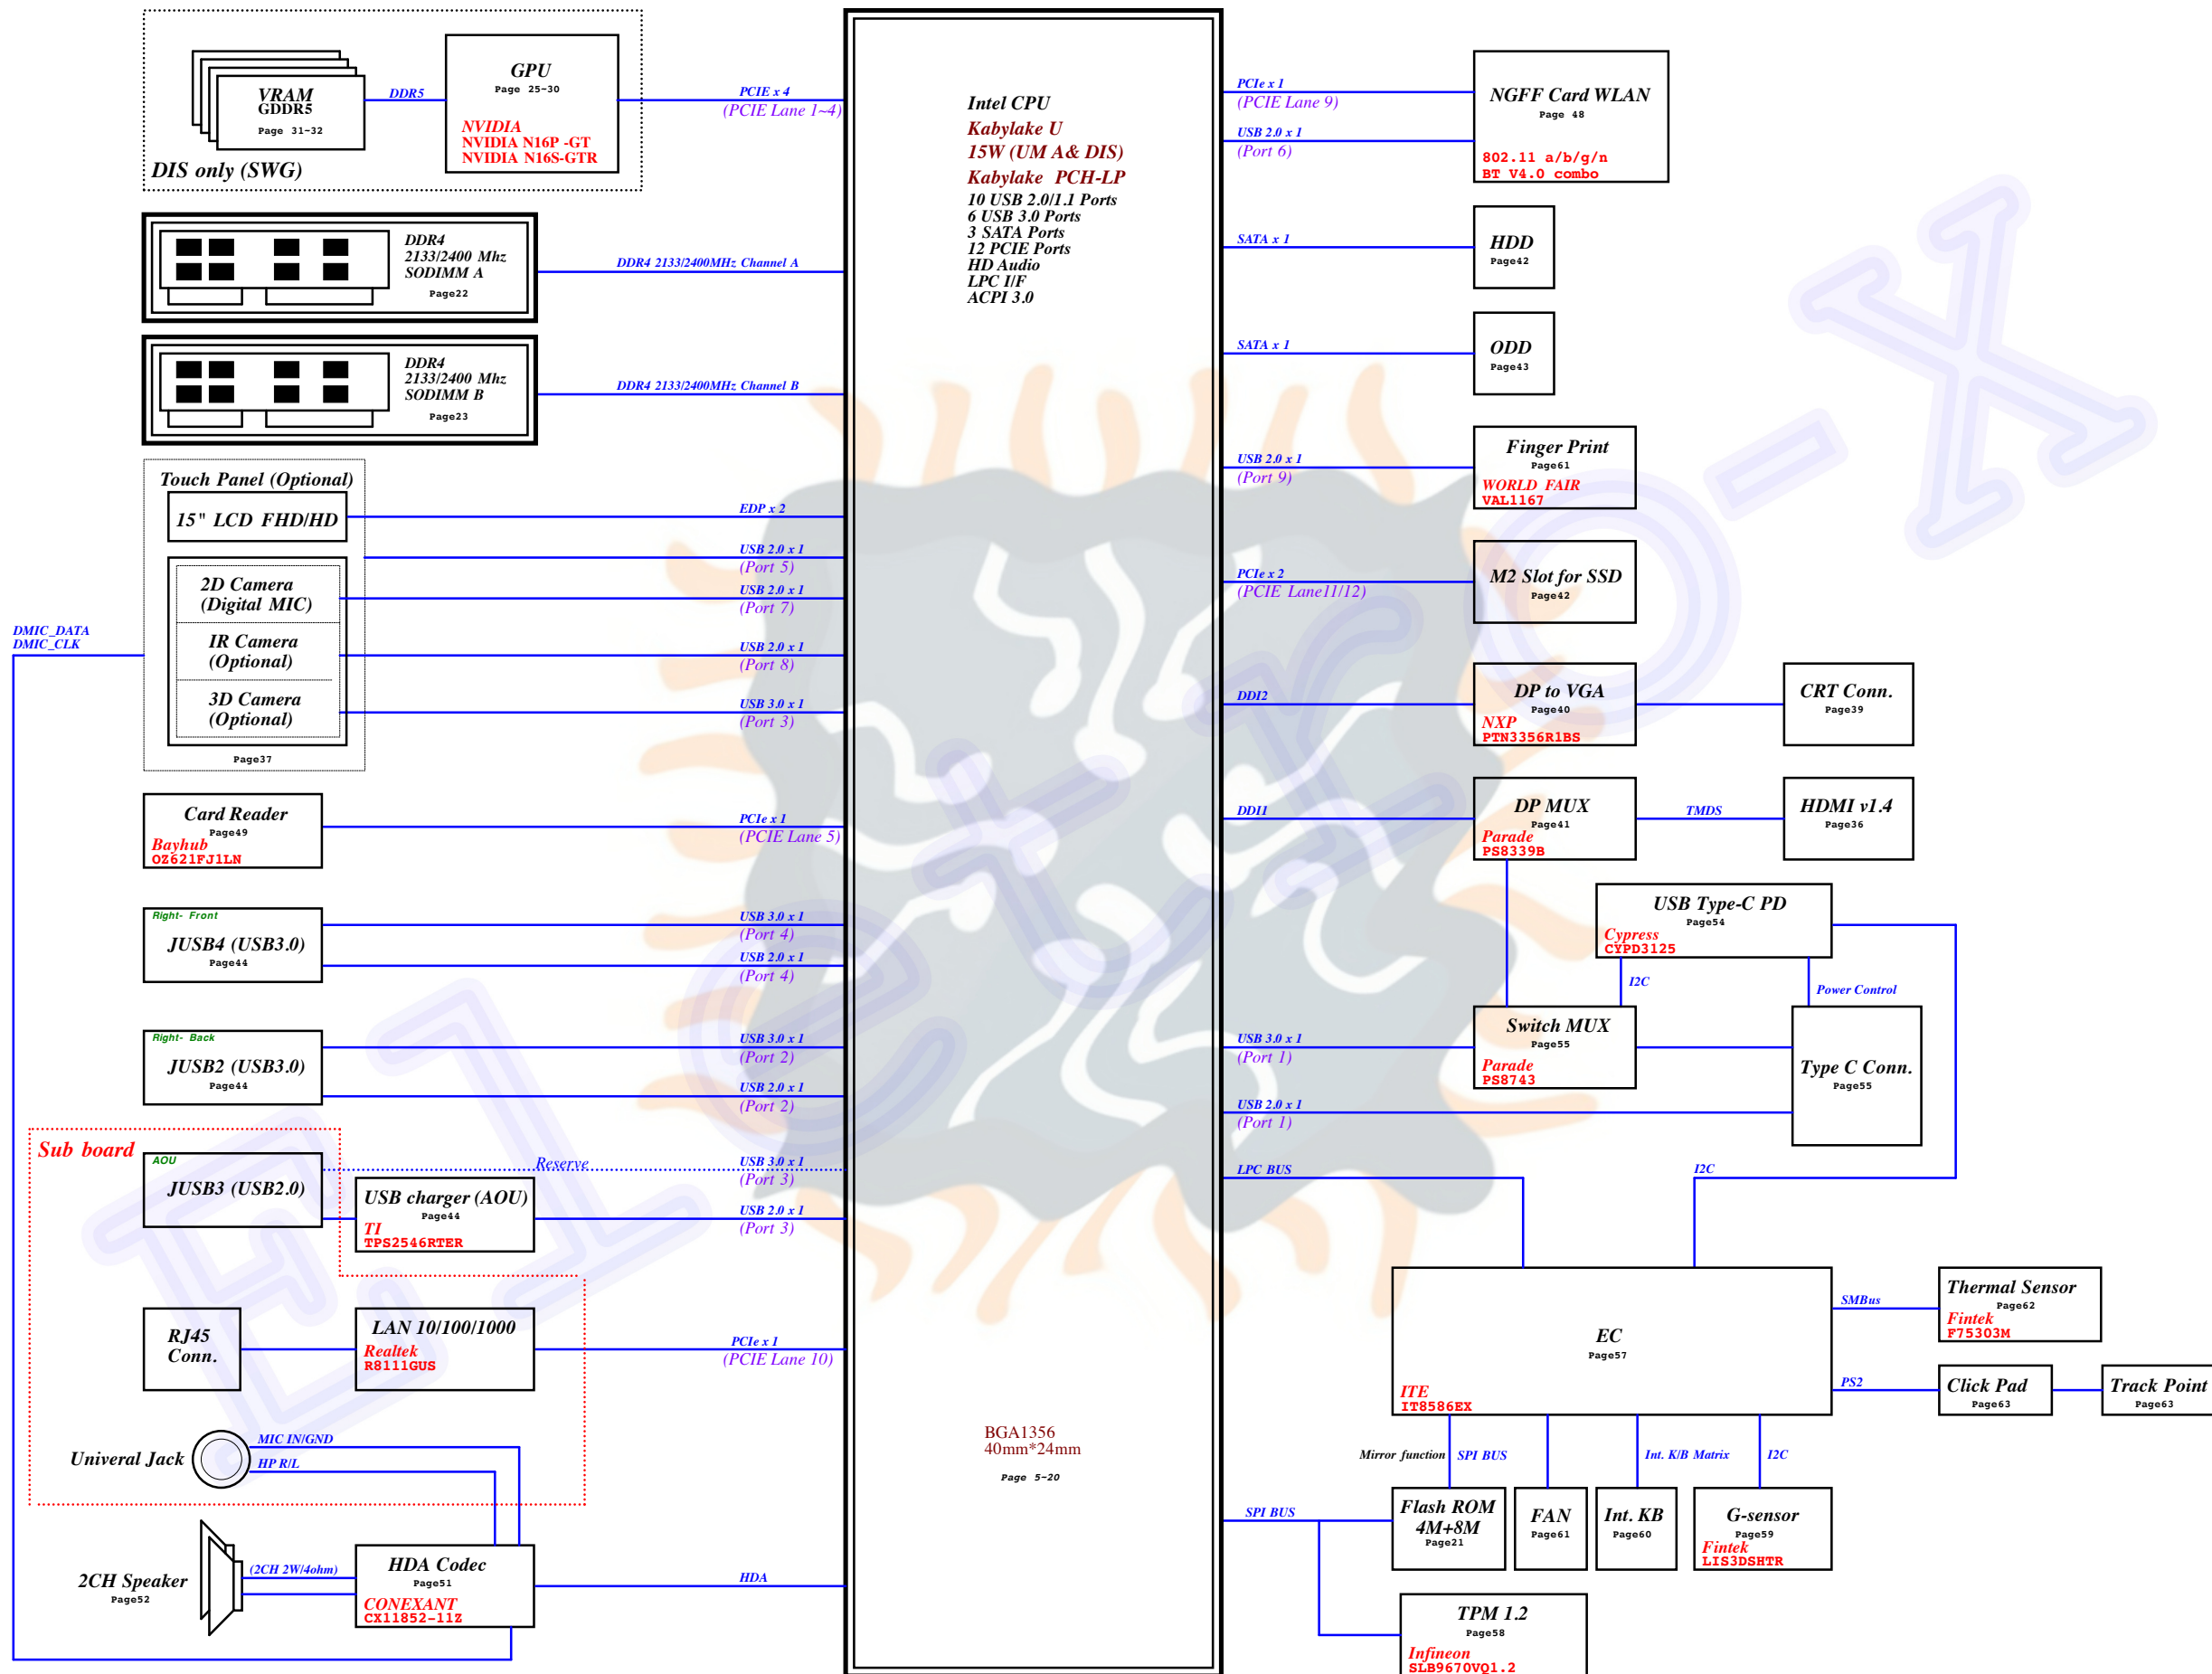 VRAM
GDDR5
Page 31-32
DDR5
GPU
Page 25-30
NVIDIA
NVIDIA N16P -GT
NVIDIA N16S-GTR
DIS only (SWG)
PCIE x 4
(PCIE Lane 1~4)
DDR4
2133/2400 Mhz
SODIMM A
Page22
DDR4 2133/2400MHz Channel A
DDR4
2133/2400 Mhz
SODIMM B
Page23
DDR4 2133/2400MHz Channel B
Touch Panel (Optional)
15" LCD FHD/HD
EDP x 2
USB 2.0 x 1
(Port 5)
2D Camera
(Digital MIC)
USB 2.0 x 1
(Port 7)
IR Camera
(Optional)
USB 2.0 x 1
(Port 8)
3D Camera
(Optional)
USB 3.0 x 1
(Port 3)
Page37
DMIC_DATA
DMIC_CLK
Card Reader
Page49
Bayhub
OZ621FJ1LN
PCIe x 1
(PCIE Lane 5)
Right- Front
JUSB4 (USB3.0)
Page44
USB 3.0 x 1
(Port 4)
USB 2.0 x 1
(Port 4)
Right- Back
JUSB2 (USB3.0)
Page44
USB 3.0 x 1
(Port 2)
USB 2.0 x 1
(Port 2)
Sub board
AOU
JUSB3 (USB2.0)
Reserve
USB 3.0 x 1
(Port 3)
USB charger (AOU)
Page44
TI
TPS2546RTER
USB 2.0 x 1
(Port 3)
RJ45
Conn.
LAN 10/100/1000
Realtek
R8111GUS
PCIe x 1
(PCIE Lane 10)
Univeral Jack
MIC IN/GND
HP R/L
2CH Speaker
Page52
(2CH 2W/4ohm)
HDA Codec
Page51
CONEXANT
CX11852-11Z
HDA
Intel CPU
Kabylake U
15W (UM A& DIS)
Kabylake PCH-LP
10 USB 2.0/1.1 Ports
6 USB 3.0 Ports
3 SATA Ports
12 PCIE Ports
HD Audio
LPC I/F
ACPI 3.0
BGA1356
40mm*24mm
Page 5-20
PCIe x 1
(PCIE Lane 9)
USB 2.0 x 1
(Port 6)
NGFF Card WLAN
Page 48
802.11 a/b/g/n
BT V4.0 combo
SATA x 1
HDD
Page42
SATA x 1
ODD
Page43
USB 2.0 x 1
(Port 9)
Finger Print
Page61
WORLD FAIR
VAL1167
PCIe x 2
(PCIE Lane11/12)
M2 Slot for SSD
Page42
DDI2
DP to VGA
Page40
NXP
PTN3356R1BS
CRT Conn.
Page39
DDI1
DP MUX
Page41
Parade
PS8339B
TMDS
HDMI v1.4
Page36
USB Type-C PD
Page54
Cypress
CYPD3125
I2C
Power Control
USB 3.0 x 1
(Port 1)
Switch MUX
Page55
Parade
PS8743
Type C Conn.
Page55
USB 2.0 x 1
(Port 1)
LPC BUS
I2C
EC
Page57
ITE
IT8586EX
SMBus
Thermal Sensor
Page62
Fintek
F75303M
PS2
Click Pad
Page63
Track Point
Page63
Mirror function
SPI BUS
Int. K/B Matrix
I2C
SPI BUS
Flash ROM
4M+8M
Page21
FAN
Page61
Int. KB
Page60
G-sensor
Page59
Fintek
LIS3DSHTR
TPM 1.2
Page58
Infineon
SLB9670VQ1.2